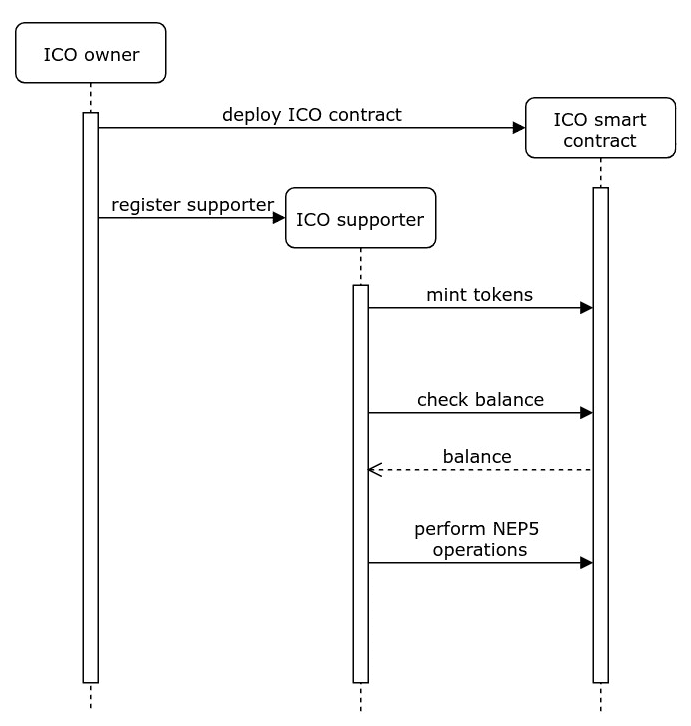 ICO owner
deploy ICO contract
ICO smart
contract
register supporter
ICO supporter
mint tokens
check balance
balance
perform NEP5
operations